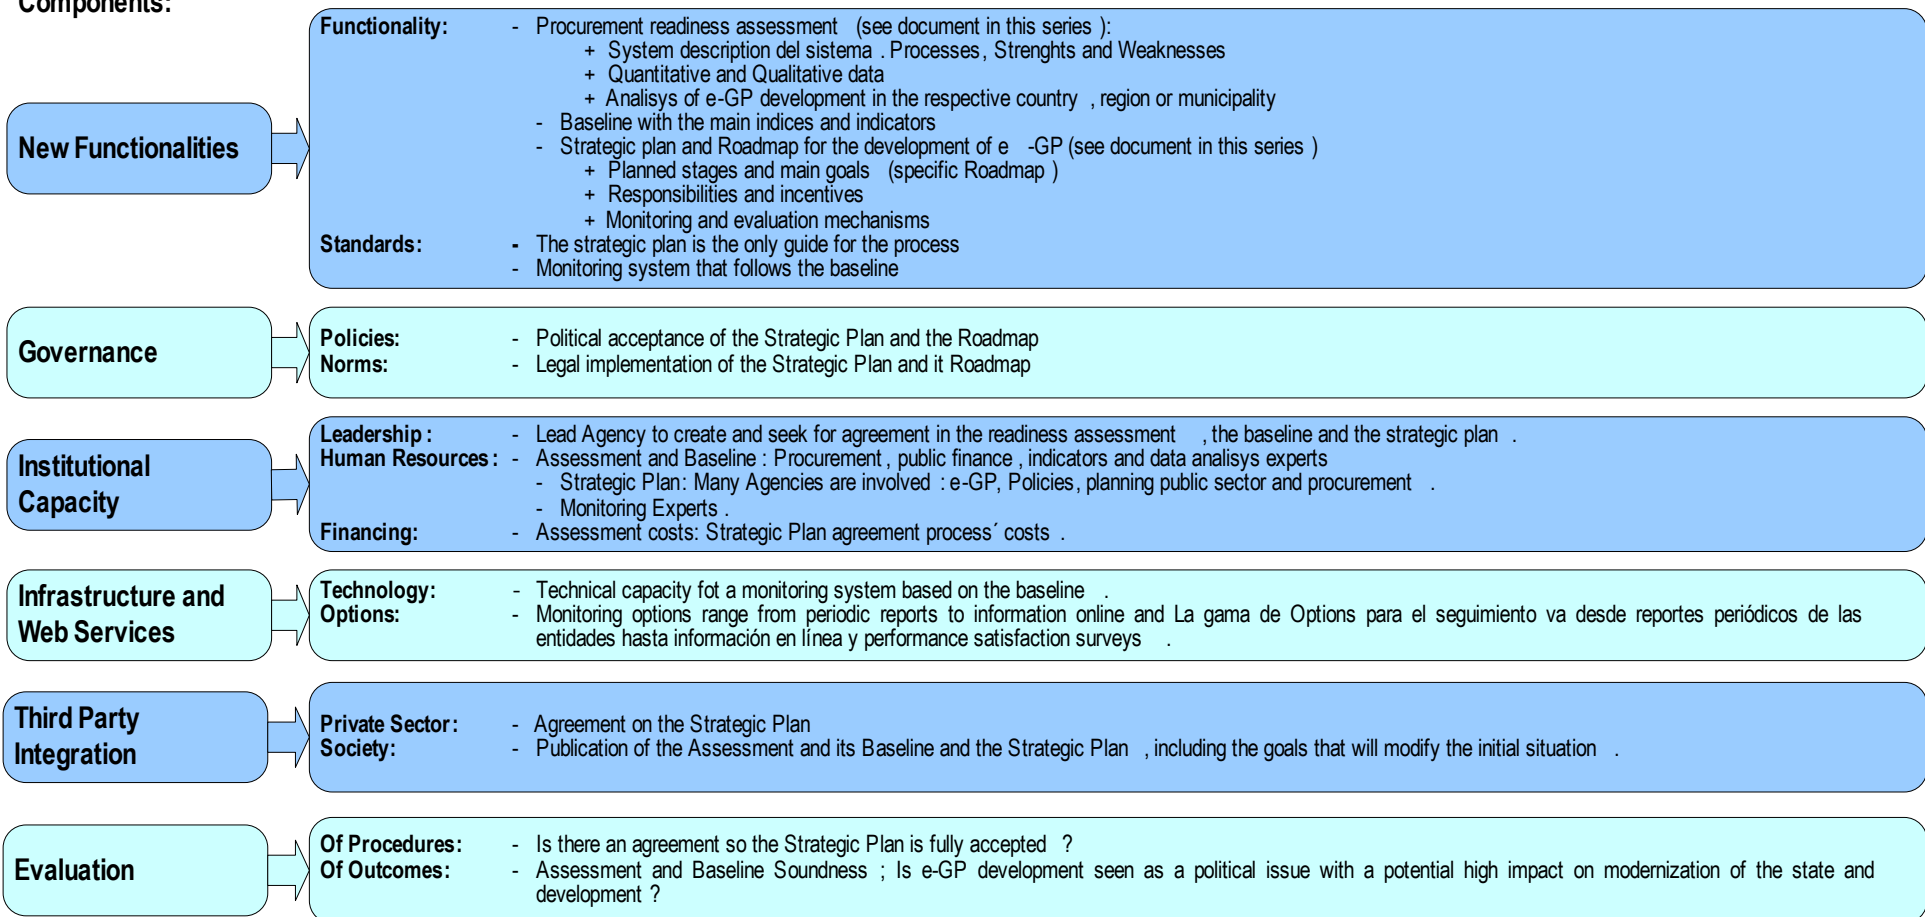 Components:
New Functionalities
Functionality: - Procurement readiness assessment (see document in this series ):
+ System description del sistema . Processes, Strenghts and Weaknesses
+ Quantitative and Qualitative data
+ Analisys of e-GP development in the respective country , region or municipality
- Baseline with the main indices and indicators
- Strategic plan and Roadmap for the development of e -GP (see document in this series )
+ Planned stages and main goals (specific Roadmap )
+ Responsibilities and incentives
+ Monitoring and evaluation mechanisms
Standards: - The strategic plan is the only guide for the process
- Monitoring system that follows the baseline
Governance
Policies: - Political acceptance of the Strategic Plan and the Roadmap
Norms: - Legal implementation of the Strategic Plan and it Roadmap
Institutional
Capacity
Leadership : - Lead Agency to create and seek for agreement in the readiness assessment , the baseline and the strategic plan .
Human Resources : - Assessment and Baseline : Procurement , public finance , indicators and data analisys experts
- Strategic Plan: Many Agencies are involved : e-GP, Policies, planning public sector and procurement .
- Monitoring Experts .
Financing: - Assessment costs: Strategic Plan agreement process´ costs .
Infrastructure and
Web Services
Technology: - Technical capacity fot a monitoring system based on the baseline .
Options: - Monitoring options range from periodic reports to information online and La gama de Options para el seguimiento va desde reportes periódicos de las
entidades hasta información en línea y performance satisfaction surveys .
Third Party
Integration
Private Sector: - Agreement on the Strategic Plan
Society: - Publication of the Assessment and its Baseline and the Strategic Plan , including the goals that will modify the initial situation .
Evaluation
Of Procedures: - Is there an agreement so the Strategic Plan is fully accepted ?
Of Outcomes: - Assessment and Baseline Soundness ; Is e-GP development seen as a political issue with a potential high impact on modernization of the state and
development ?